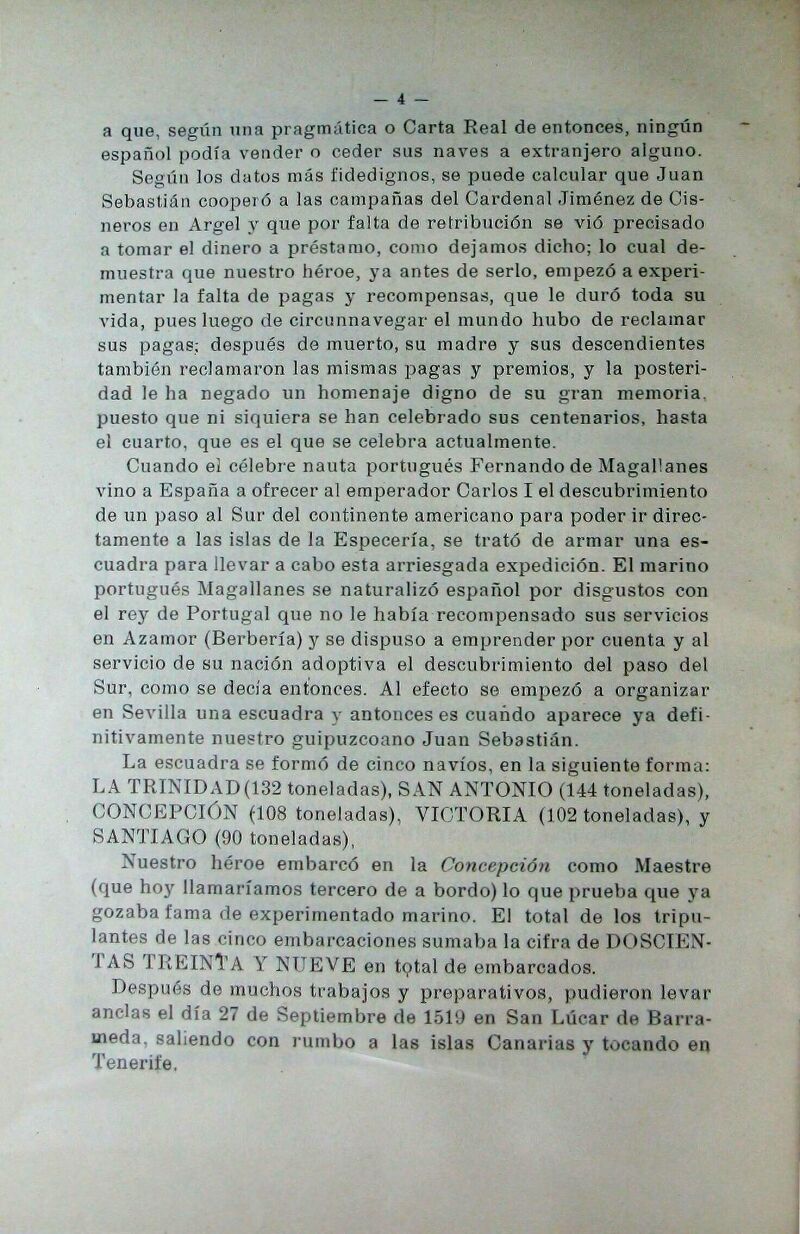 — 4 —
a que, según una pragmática o Carta Real de entonces, ningún
español podía vender o ceder sus naves a extranjero alguno.
Según los datos más fidedignos, se puede calcular que Juan
Sebastián cooperó a las campañas del Cardenal Jiménez de Cis-
neros en Argel y que por falta de retribución se vió precisado
a tomar el dinero a préstamo, como dejamos dicho; lo cual de-
muestra que nuestro héroe, ya antes de serlo, empezó a experi-
mentar la falta de pagas y recompensas, que le duró toda su
vida, pues luego de circunnavegar el mundo hubo de reclamar
sus pagas; después de muerto, su madre y sus descendientes
también reclamaron las mismas pagas y premios, y la posteri-
dad le ha negado un homenaje digno de su gran memoria,
puesto que ni siquiera se han celebrado sus centenarios, hasta
el cuarto, que es el que se celebra actualmente.
Cuando el célebre nauta portugués Fernando de Magallanes
vino a España a ofrecer al emperador Carlos I el descubrimiento
de un paso al Sur del continente americano para poder ir direc-
tamente a las islas de la Especería, se trató de armar una es-
cuadra para llevar a cabo esta arriesgada expedición. El marino
portugués Magallanes se naturalizó español por disgustos con
el rey de Portugal que no le había recompensado sus servicios
en Azamor (Berbería) y se dispuso a emprender por cuenta y al
servicio de su nación adoptiva el descubrimiento del paso del
Sur, como se decía entonces. Al efecto se empezó a organizar
en Sevilla una escuadra y antonces es cuando aparece ya defi-
nitivamente nuestro guipuzcoano Juan Sebastián.
La escuadra se formó de cinco navíos, en la siguiente forma:
LA TRINIDAD (132 toneladas), SAN ANTONIO (144 toneladas),
CONCEPCIÓN (108 toneladas), VICTORIA (102 toneladas), y
SANTIAGO (90 toneladas),
Nuestro héroe embarcó en la Concepción como Maestre
(que hoy llamaríamos tercero de a bordo) lo que prueba que ya
gozaba fama de experimentado marino. El total de los tripu-
lantes de las cinco embarcaciones sumaba la cifra de DOSCIEN-
TAS TREINTA Y NUEVE en total de embarcados.
Después de muchos trabajos y preparativos, pudieron levar
anclas el día 27 de Septiembre de 1519 en San Lúcar de Barra-
meda, saliendo con rumbo a las islas Canarias y tocando en
Tenerife.